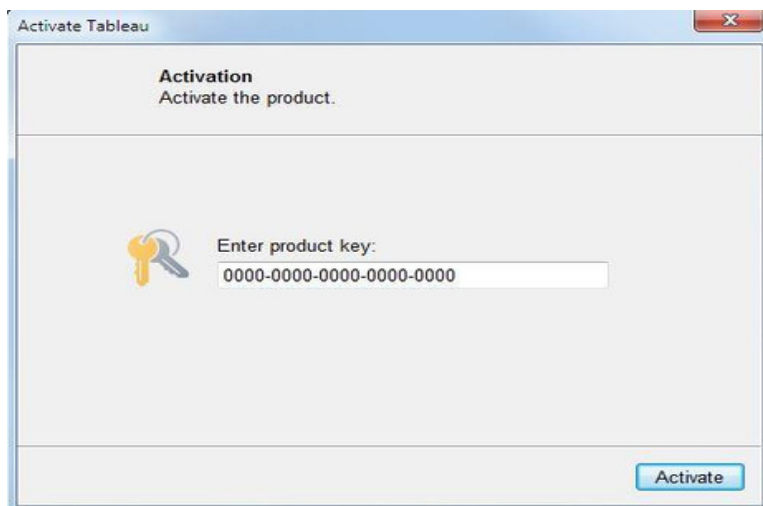 Activate Tableau
Activation
Activate the product.
Enter product key:
0000-0000-0000-0000-0000
Activate